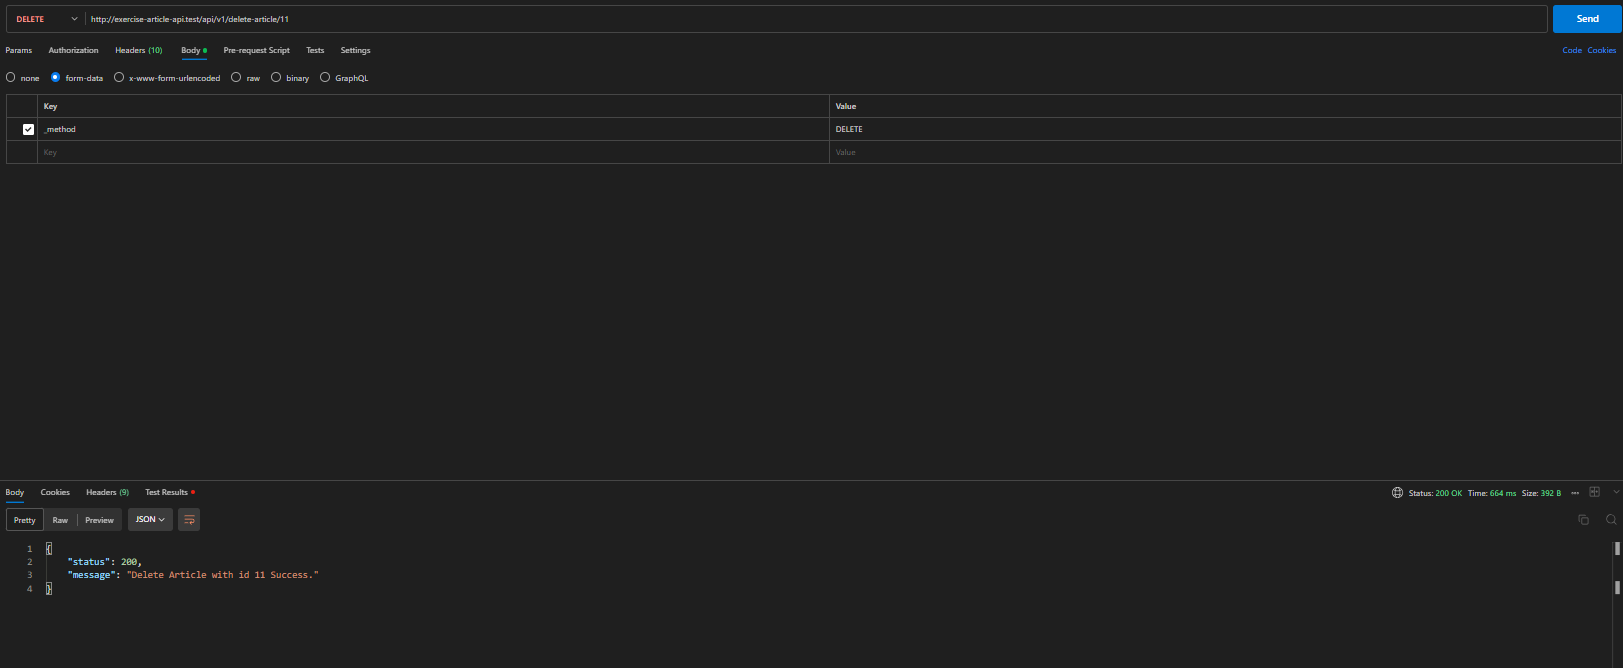 DELETE http://exercise-article-api.test/api/v1/delete-article/11 Send
Params Authorization Headers (10) Body Pre-request Script Tests Settings Code Cookies
none form-data x-www-form-urlencoded raw binary GraphQL
Key Value
_method DELETE
Key Value
Body Cookies Headers (9) Test Results Status: 200 OK Time: 664 ms Size: 392 B
Pretty Raw Preview JSON
1 {
2 "status": 200,
3 "message": "Delete Article with id 11 Success."
4 }